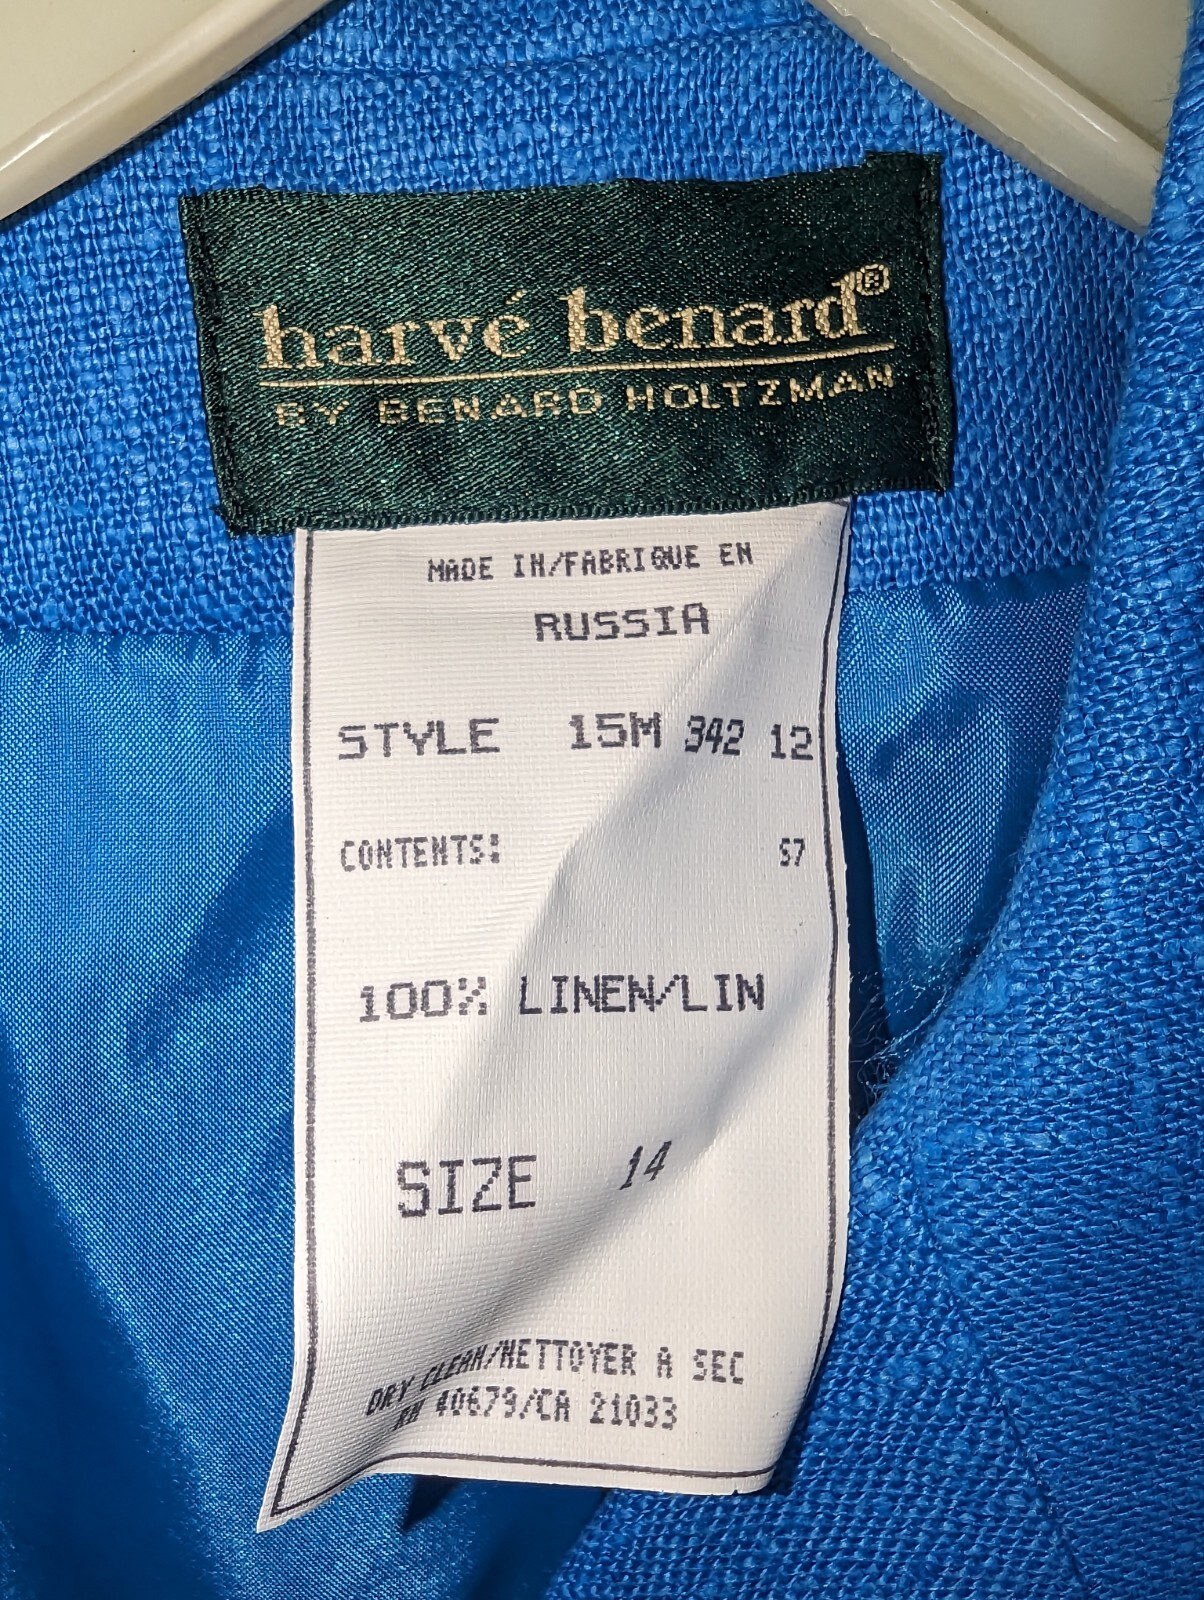 harvé benard®
BY BENARD HOLTZMAN
MADE IN/FABRIQUE EN
RUSSIA
STYLE 15M 342 12
CONTENTS: 57
100% LINEN/LIN
SIZE 14
DRY CLEAN/NETTOYER A SEC
RN 40679/CA 21033